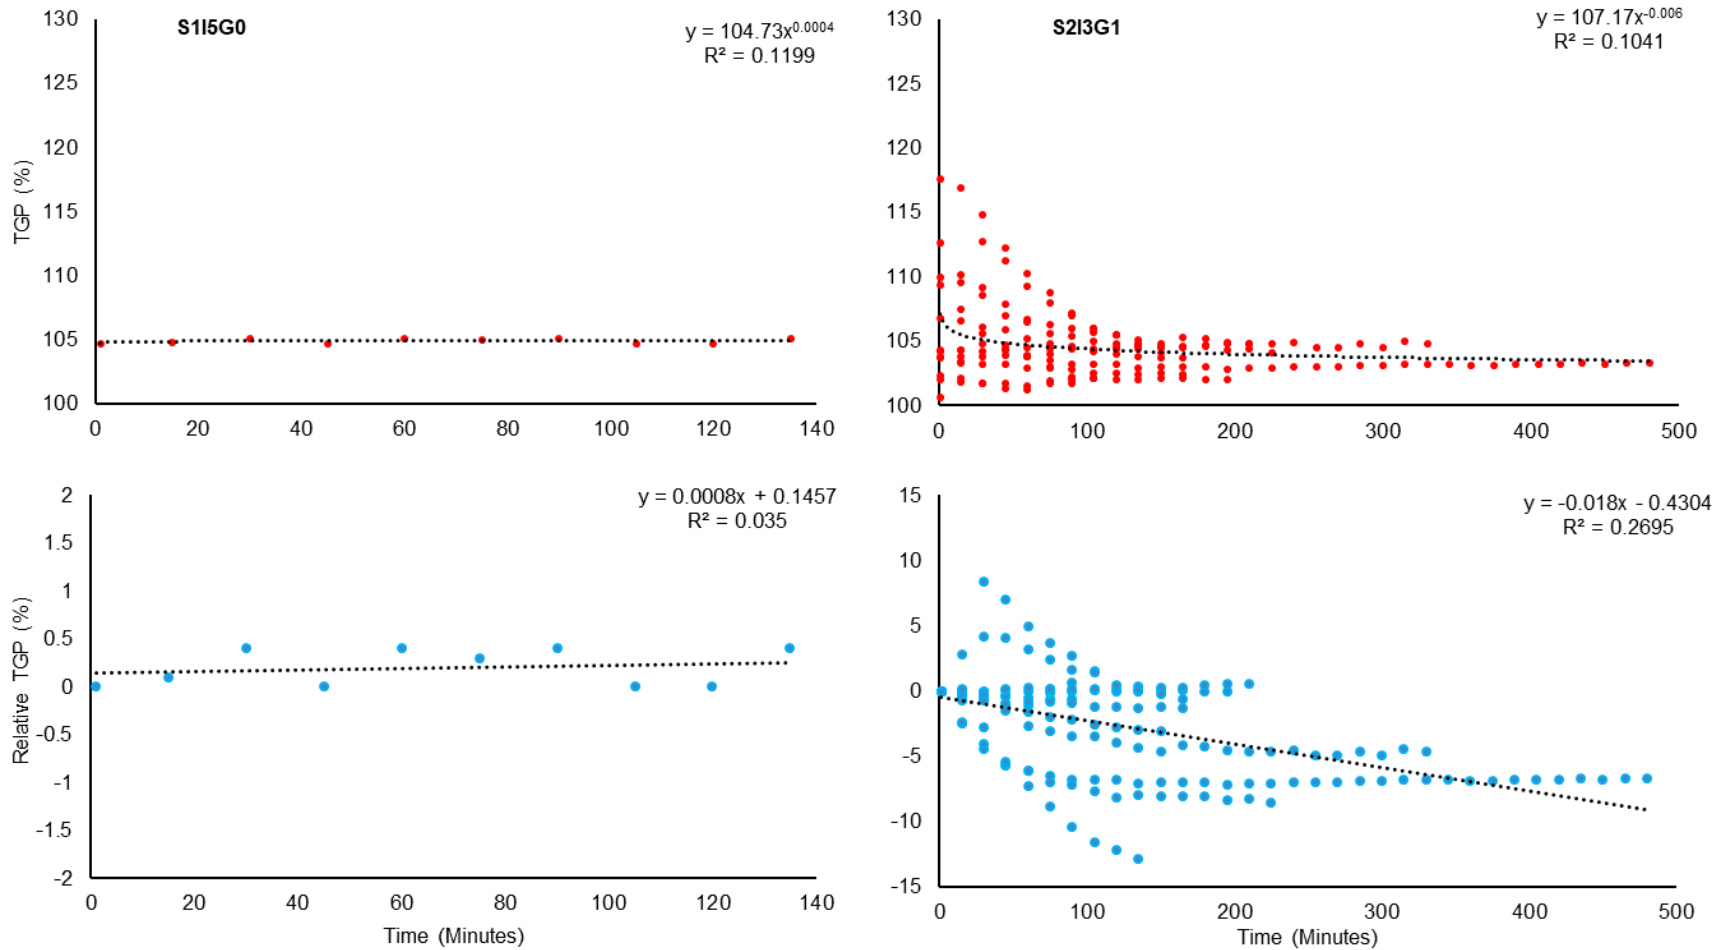 S1I5G0
y = 104.73x^0.0004
R² = 0.1199
TGP (%)
130
125
120
115
110
105
100
0 20 40 60 80 100 120 140
S2I3G1
y = 107.17x^-0.006
R² = 0.1041
130
125
120
115
110
105
100
0 100 200 300 400 500
y = 0.0008x + 0.1457
R² = 0.035
Relative TGP (%)
2
1.5
1
0.5
0
-0.5
-1
-1.5
-2
0 20 40 60 80 100 120 140
Time (Minutes)
y = -0.018x - 0.4304
R² = 0.2695
15
10
5
0
-5
-10
-15
0 100 200 300 400 500
Time (Minutes)